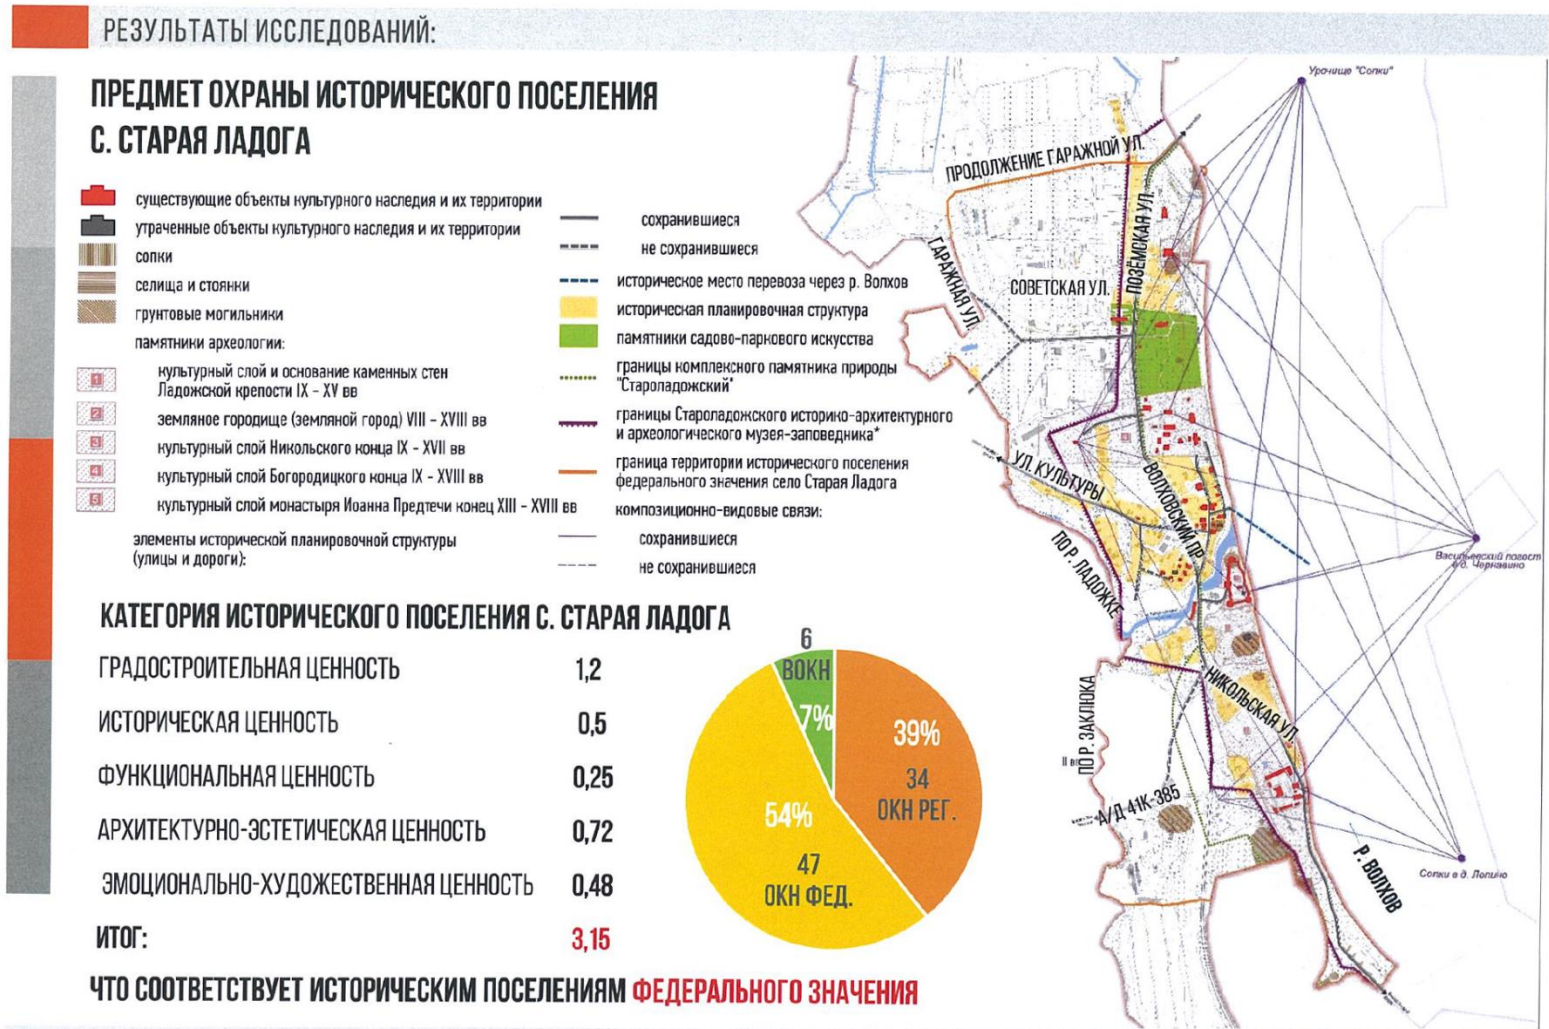 РЕЗУЛЬТАТЫ ИССЛЕДОВАНИЙ:
ПРЕДМЕТ ОХРАНЫ ИСТОРИЧЕСКОГО ПОСЕЛЕНИЯ
С. СТАРАЯ ЛАДОГА
существующие объекты культурного наследия и их территории
утраченные объекты культурного наследия и их территории
сопки
селища и стоянки
грунтовые могильники
памятники археологии:
1
культурный слой и основание каменных стен
Ладожской крепости IX - XV вв
2
земляное городище (земляной город) VIII - XVIII вв
3
культурный слой Никольского конца IX - XVII вв
4
культурный слой Богородицкого конца IX - XVIII вв
5
культурный слой монастыря Иоанна Предтечи конец XIII - XVIII вв
элементы исторической планировочной структуры
(улицы и дороги):
сохранившиеся
не сохранившиеся
историческое место перевоза через р. Волхов
историческая планировочная структура
памятники садово-паркового искусства
границы комплексного памятника природы
"Староладожский"
границы Староладожского историко-архитектурного
и археологического музея-заповедника*
граница территории исторического поселения
федерального значения село Старая Ладога
композиционно-видовые связи:
сохранившиеся
не сохранившиеся
КАТЕГОРИЯ ИСТОРИЧЕСКОГО ПОСЕЛЕНИЯ С. СТАРАЯ ЛАДОГА
ГРАДОСТРОИТЕЛЬНАЯ ЦЕННОСТЬ 1,2
ИСТОРИЧЕСКАЯ ЦЕННОСТЬ 0,5
ФУНКЦИОНАЛЬНАЯ ЦЕННОСТЬ 0,25
АРХИТЕКТУРНО-ЭСТЕТИЧЕСКАЯ ЦЕННОСТЬ 0,72
ЭМОЦИОНАЛЬНО-ХУДОЖЕСТВЕННАЯ ЦЕННОСТЬ 0,48
ИТОГ: 3,15
ЧТО СООТВЕТСТВУЕТ ИСТОРИЧЕСКИМ ПОСЕЛЕНИЯМ ФЕДЕРАЛЬНОГО ЗНАЧЕНИЯ
6
ВОКН
7%
39%
34
ОКН РЕГ.
54%
47
ОКН ФЕД.
Урочище "Сопки"
ПРОДОЛЖЕНИЕ ГАРАЖНОЙ УЛ.
ПОЗЁМСКАЯ УЛ.
ГАРАЖНАЯ УЛ.
СОВЕТСКАЯ УЛ.
УЛ. КУЛЬТУРЫ
ВОЛХОВСКИЙ ПР
ПО Р. ЛАДОЖКЕ
Васильевский погост
в д. Чернавино
НИКОЛЬСКАЯ УЛ.
ПО Р. ЗАКЛЮКА
А/Д 41К-385
Р. ВОЛХОВ
Сопки в д. Лопино